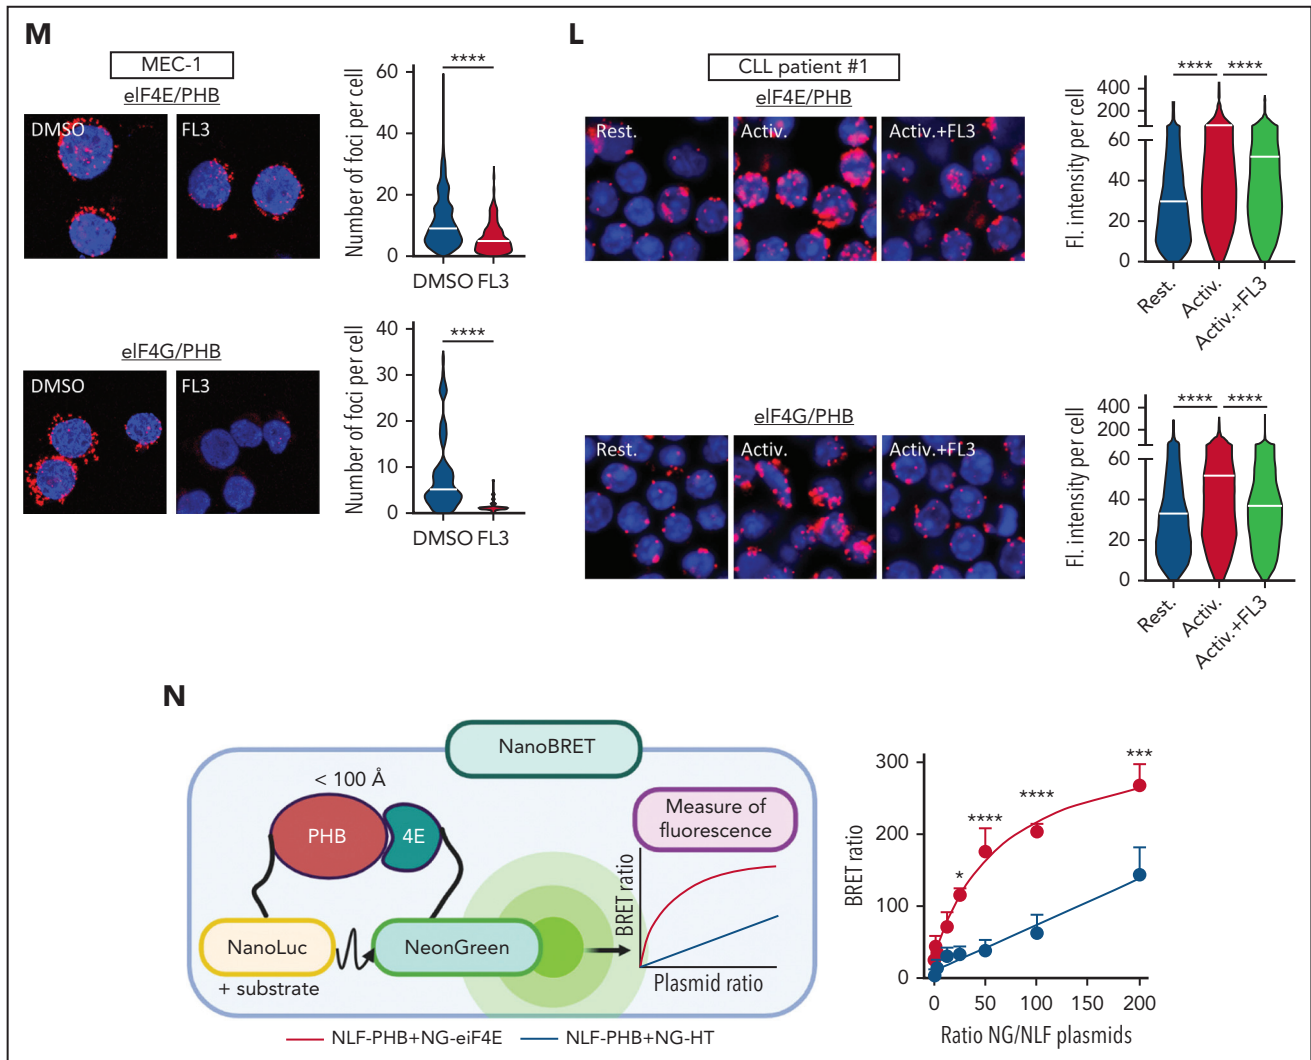 M
MEC-1
eIF4E/PHB
DMSO
FL3
Number of foci per cell
60
40
20
0
****
DMSO FL3
eIF4G/PHB
DMSO
FL3
Number of foci per cell
40
30
20
10
0
****
DMSO FL3
L
CLL patient #1
eIF4E/PHB
Rest.
Activ.
Activ.+FL3
Fl. intensity per cell
400
200
60
40
20
0
**** ****
Rest.
Activ.
Activ.+FL3
eIF4G/PHB
Rest.
Activ.
Activ.+FL3
Fl. intensity per cell
400
200
60
40
20
0
**** ****
Rest.
Activ.
Activ.+FL3
N
NanoBRET
< 100 Å
PHB
4E
NanoLuc
+ substrate
NeonGreen
Measure of
fluorescence
BRET ratio
Plasmid ratio
NLF-PHB+NG-eiF4E
NLF-PHB+NG-HT
BRET ratio
300
200
100
0
*
****
****
***
0 50 100 150 200
Ratio NG/NLF plasmids